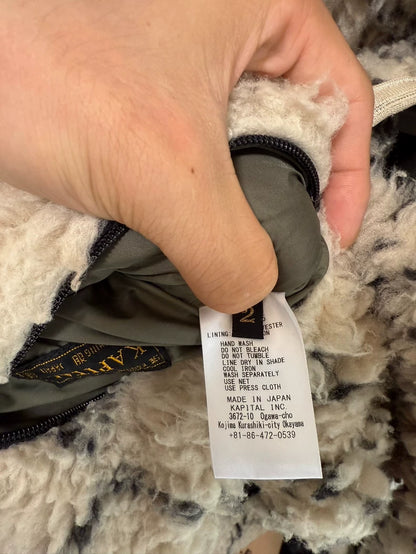 2
LINING:
HAND WASH
DO NOT BLEACH
DO NOT TUMBLE
LINE DRY IN SHADE
COOL IRON
WASH SEPARATELY
USE NET
USE PRESS CLOTH
MADE IN JAPAN
KAPITAL INC.
3672-10 Ogawa-cho
Kojima Kurashiki-city Okayama
+81-86-472-0539